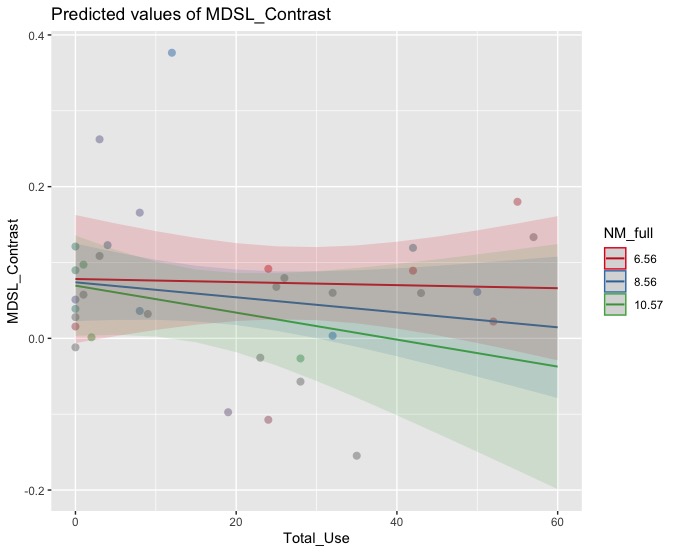 Predicted values of MDSL_Contrast
0.4
0.2
0.0
-0.2
MDSL_Contrast
0
20
40
60
Total_Use
NM_full
6.56
8.56
10.57